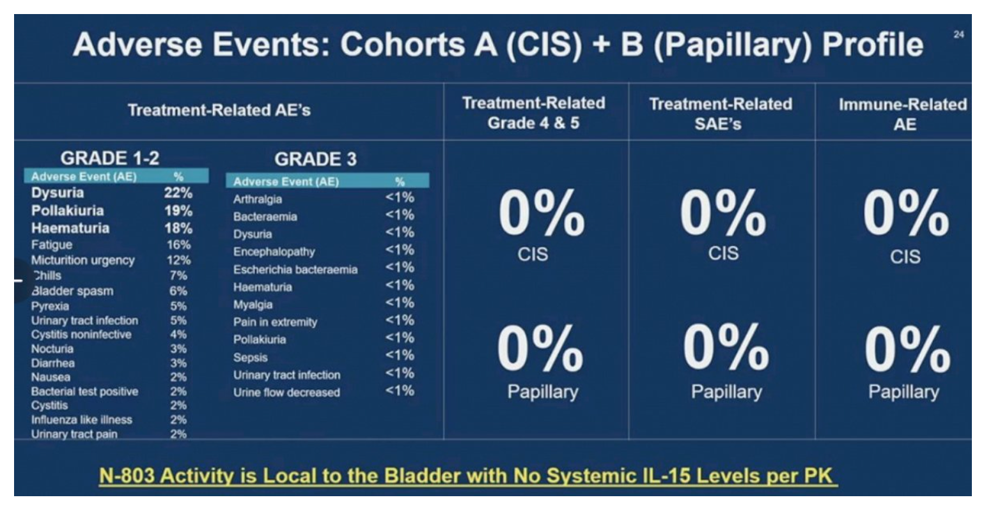 Adverse Events: Cohorts A (CIS) + B (Papillary) Profile
24
Treatment-Related AE's
Treatment-Related
Grade 4 & 5
Treatment-Related
SAE's
Immune-Related
AE
GRADE 1-2
Adverse Event (AE) %
Dysuria 22%
Pollakiuria 19%
Haematuria 18%
Fatigue 16%
Micturition urgency 12%
Chills 7%
Bladder spasm 6%
Pyrexia 5%
Urinary tract infection 5%
Cystitis noninfective 4%
Nocturia 3%
Diarrhea 3%
Nausea 2%
Bacterial test positive 2%
Cystitis 2%
Influenza like illness 2%
Urinary tract pain 2%
GRADE 3
Adverse Event (AE) %
Arthralgia <1%
Bacteraemia <1%
Dysuria <1%
Encephalopathy <1%
Escherichia bacteraemia <1%
Haematuria <1%
Myalgia <1%
Pain in extremity <1%
Pollakiuria <1%
Sepsis <1%
Urinary tract infection <1%
Urine flow decreased <1%
0%
CIS
0%
Papillary
0%
CIS
0%
Papillary
0%
CIS
0%
Papillary
N-803 Activity is Local to the Bladder with No Systemic IL-15 Levels per PK